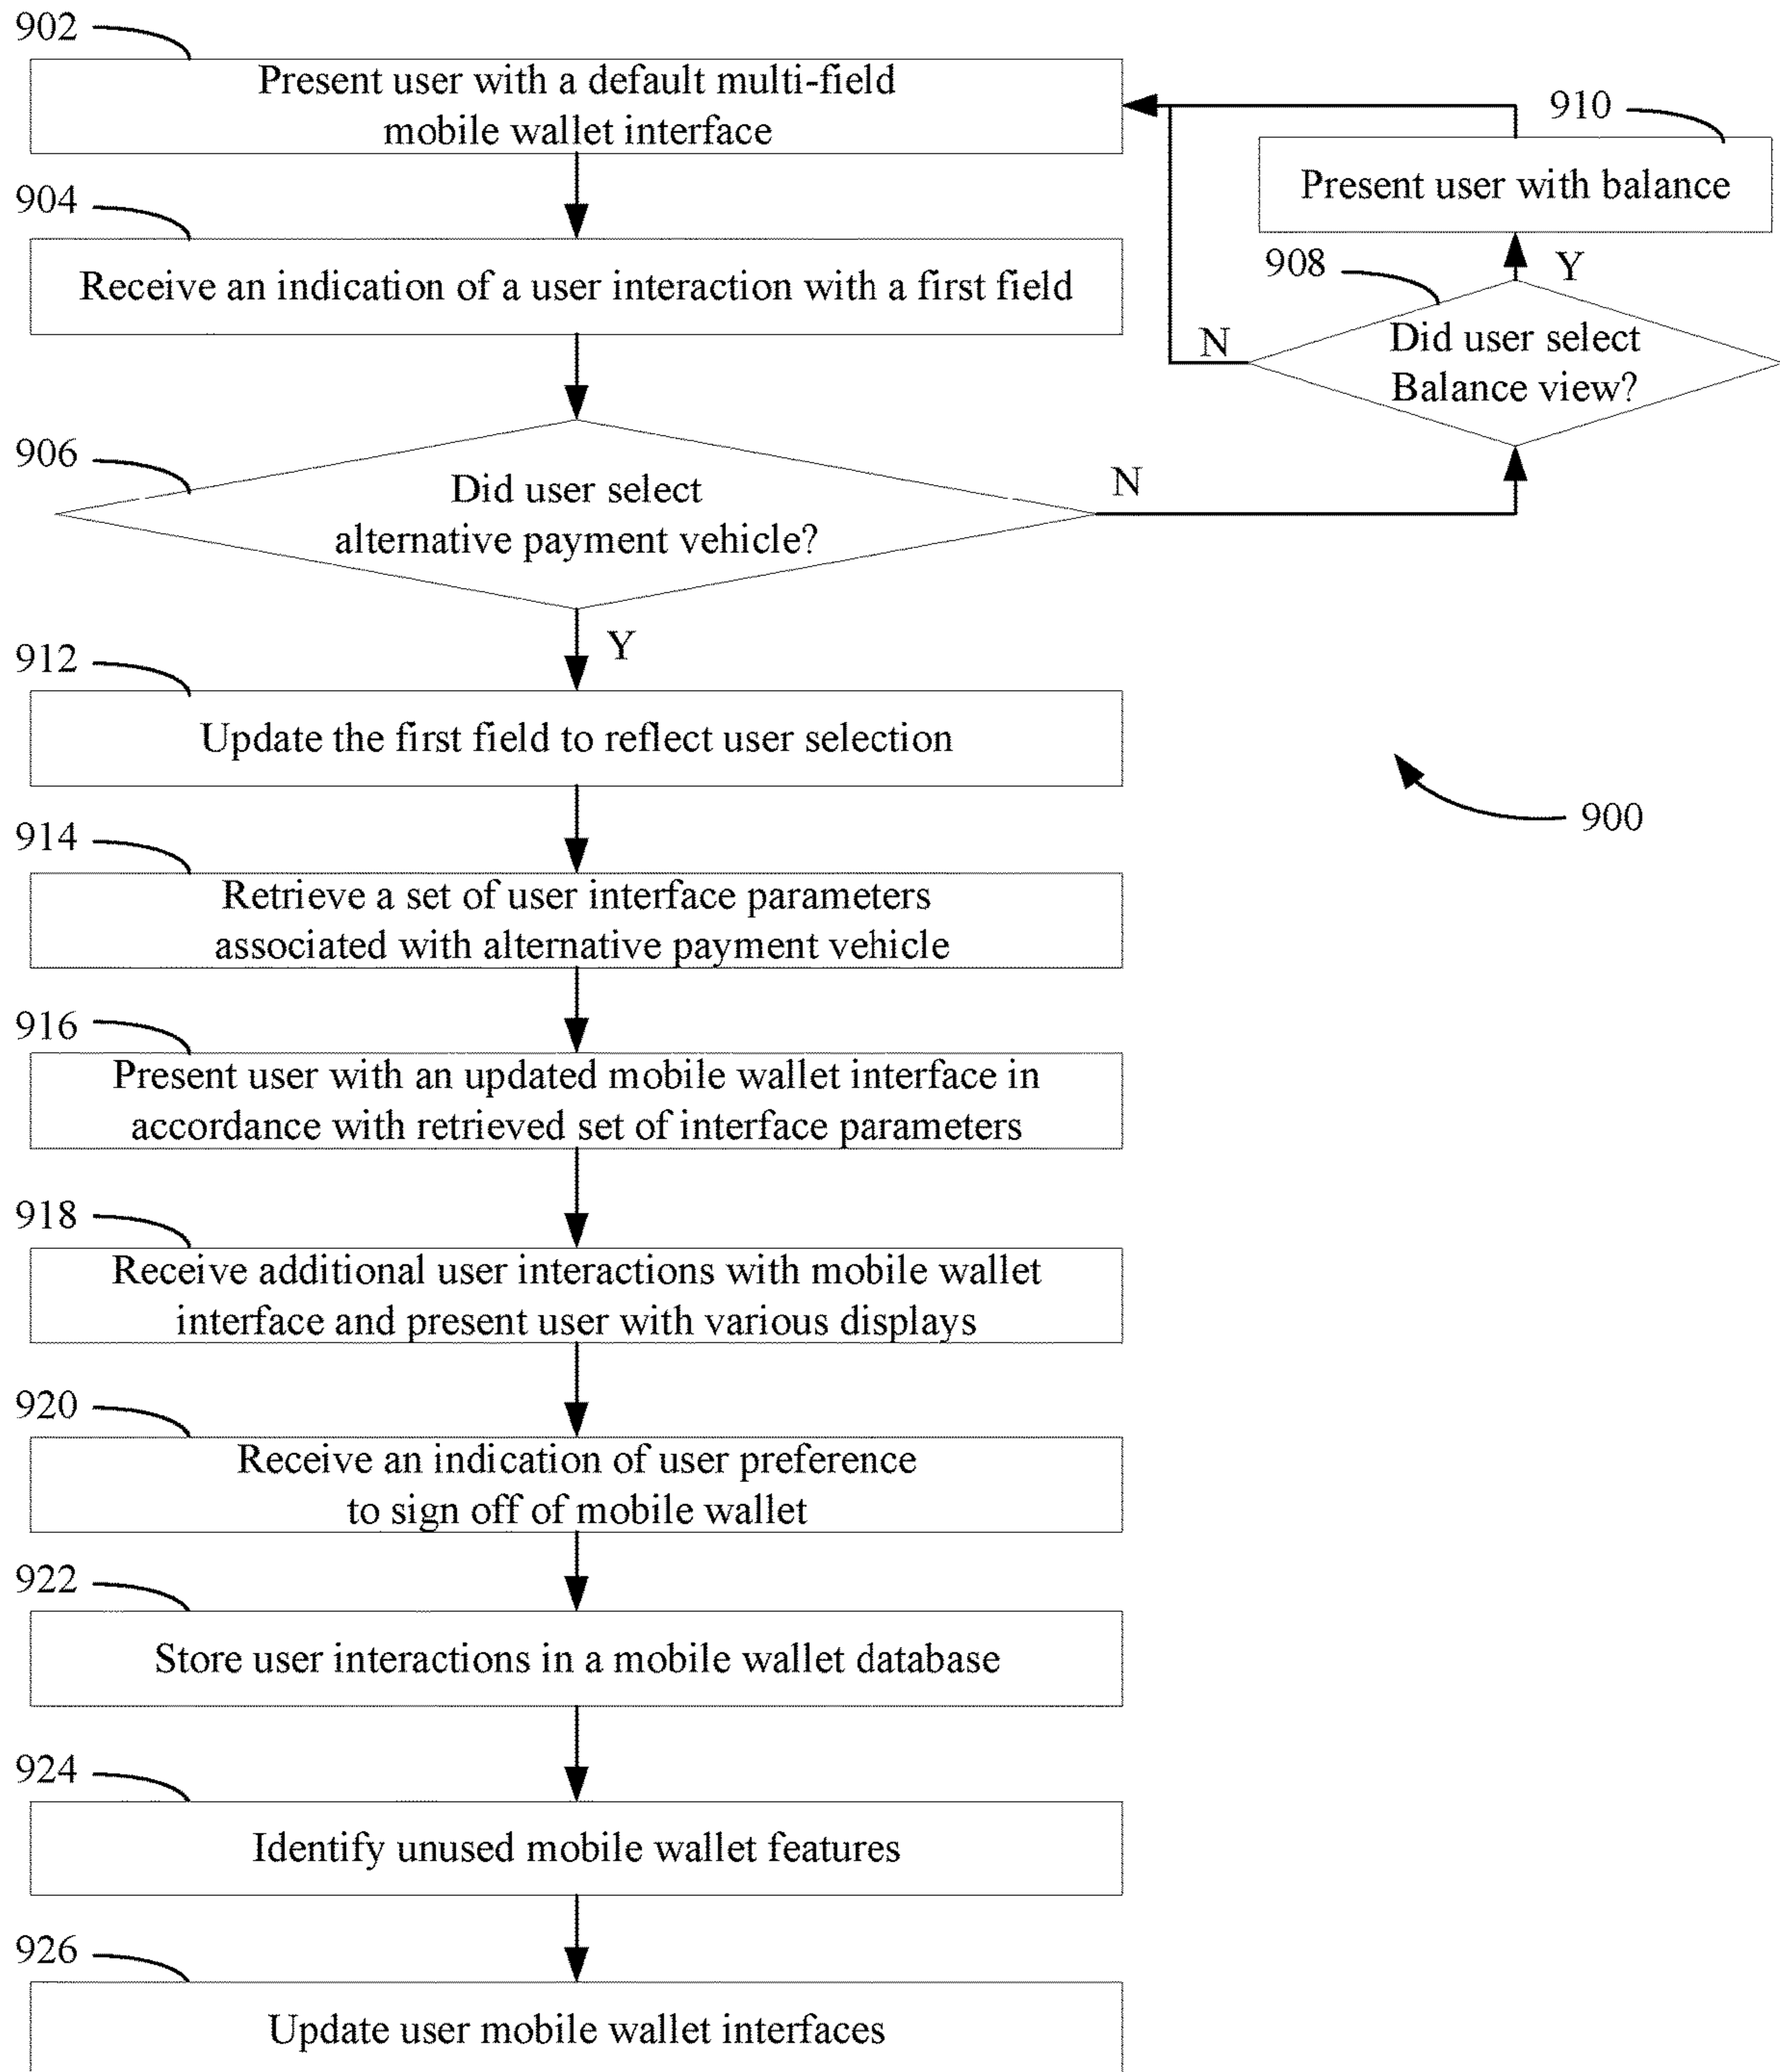 902
Present user with a default multi-field
mobile wallet interface
910
Present user with balance
904
Receive an indication of a user interaction with a first field
908
Y
N
Did user select
Balance view?
906
Did user select
alternative payment vehicle?
N
Y
912
Update the first field to reflect user selection
900
914
Retrieve a set of user interface parameters
associated with alternative payment vehicle
916
Present user with an updated mobile wallet interface in
accordance with retrieved set of interface parameters
918
Receive additional user interactions with mobile wallet
interface and present user with various displays
920
Receive an indication of user preference
to sign off of mobile wallet
922
Store user interactions in a mobile wallet database
924
Identify unused mobile wallet features
926
Update user mobile wallet interfaces